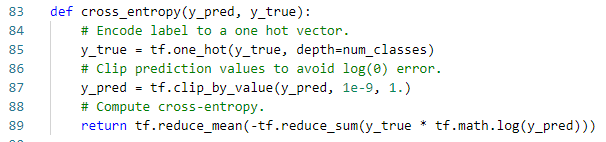 83 def cross_entropy(y_pred, y_true):
84     # Encode label to a one hot vector.
85     y_true = tf.one_hot(y_true, depth=num_classes)
86     # Clip prediction values to avoid log(0) error.
87     y_pred = tf.clip_by_value(y_pred, 1e-9, 1.)
88     # Compute cross-entropy.
89     return tf.reduce_mean(-tf.reduce_sum(y_true * tf.math.log(y_pred)))